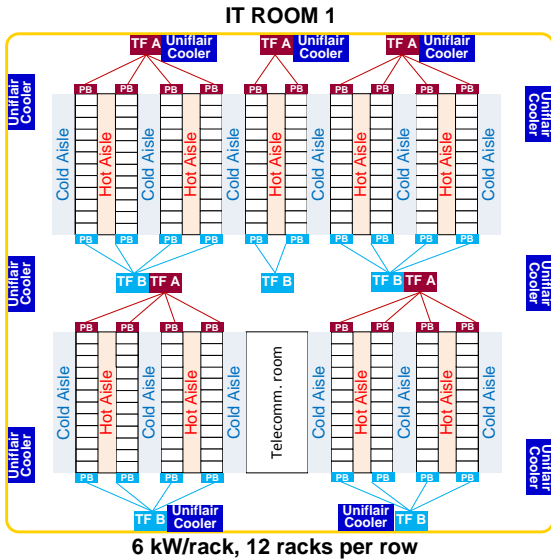 IT ROOM 1
TF A Uniflair Cooler TF A Uniflair Cooler TF A Uniflair Cooler
Uniflair Cooler
Uniflair Cooler
PB PB PB PB PB PB PB PB PB PB
Cold Aisle Hot Aisle Cold Aisle Hot Aisle Cold Aisle Hot Aisle Cold Aisle Hot Aisle Cold Aisle Hot Aisle Cold Aisle
PB PB PB PB PB PB PB PB PB PB
Uniflair Cooler
TF B TF A TF B TF B TF A
Uniflair Cooler
PB PB PB PB PB PB PB PB
Cold Aisle Hot Aisle Cold Aisle Hot Aisle Cold Aisle Telecomm. room Cold Aisle Hot Aisle Cold Aisle Hot Aisle Cold Aisle
Uniflair Cooler
Uniflair Cooler
PB PB PB PB PB PB PB PB
TF B Uniflair Cooler Uniflair Cooler TF B
6 kW/rack, 12 racks per row